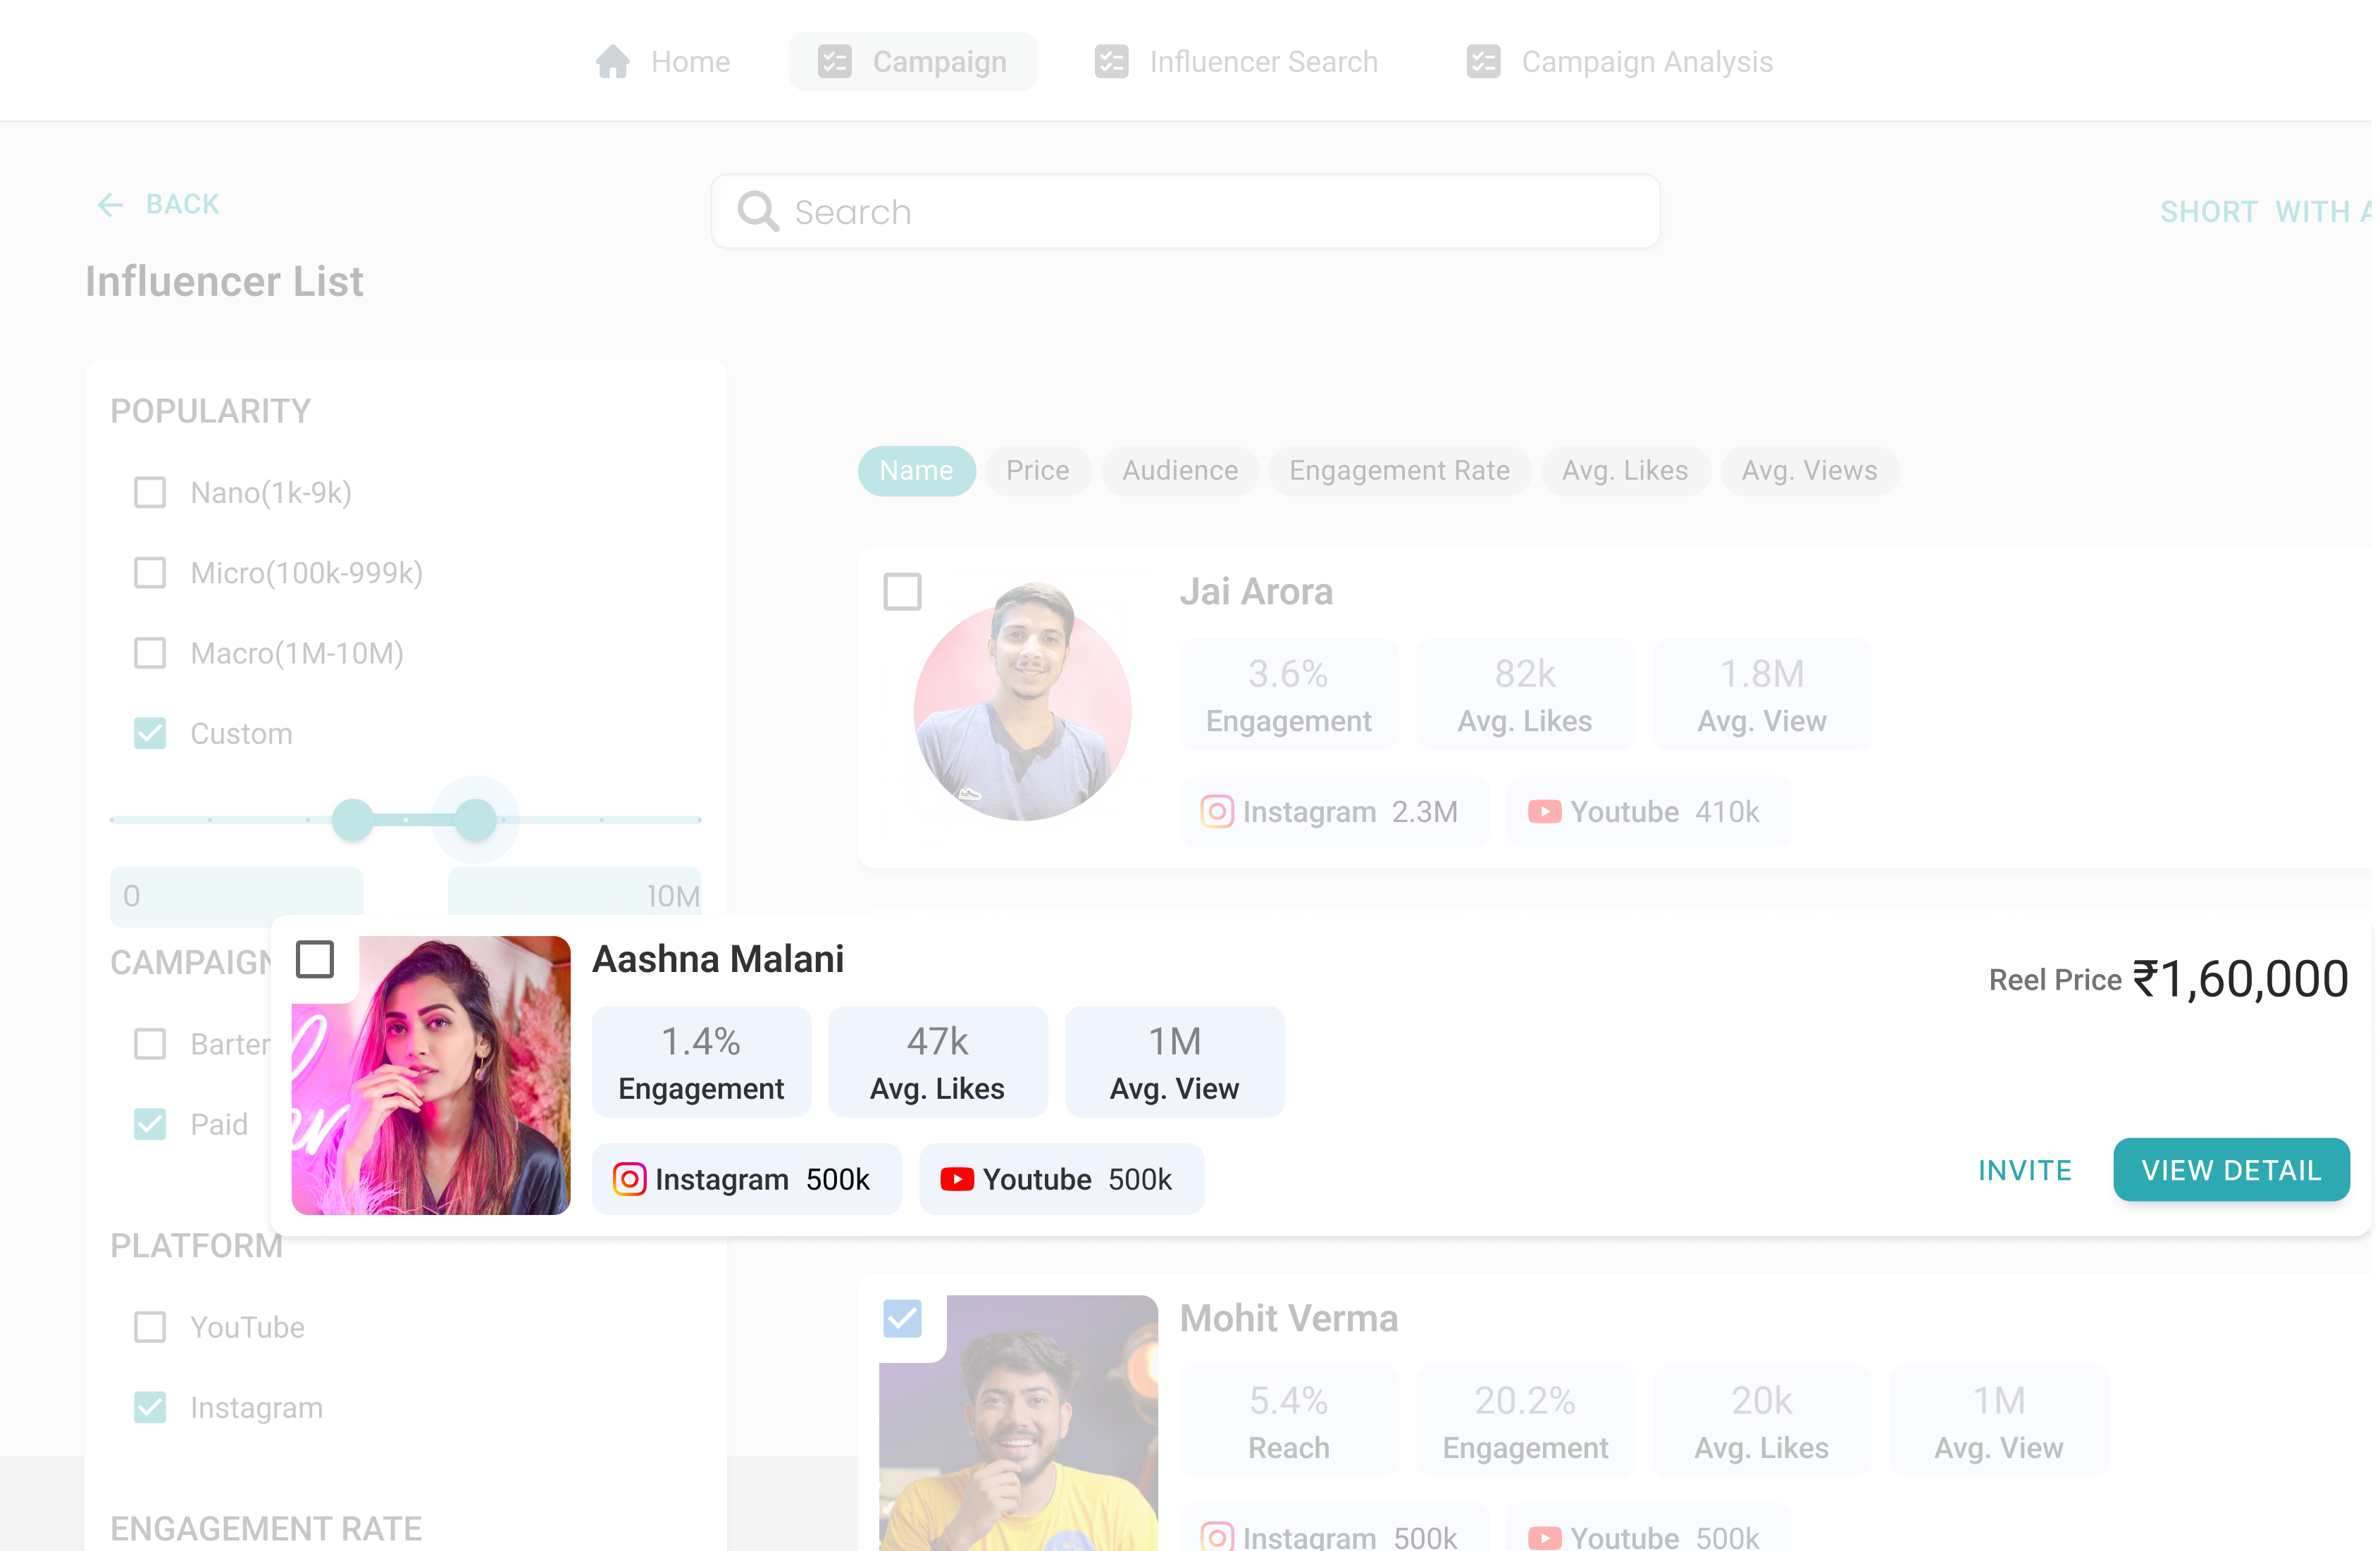 Home Campaign Influencer Search Campaign Analysis
BACK
Search
SHORT WITH A
Influencer List
POPULARITY
Nano(1k-9k)
Micro(100k-999k)
Macro(1M-10M)
Custom
0 10M
CAMPAIGN
Barter
Paid
PLATFORM
YouTube
Instagram
ENGAGEMENT RATE
Name Price Audience Engagement Rate Avg. Likes Avg. Views
Jai Arora
3.6% 82k 1.8M
Engagement Avg. Likes Avg. View
Instagram 2.3M Youtube 410k
Aashna Malani
Reel Price ₹1,60,000
1.4% 47k 1M
Engagement Avg. Likes Avg. View
Instagram 500k Youtube 500k
INVITE VIEW DETAIL
Mohit Verma
5.4% 20.2% 20k 1M
Reach Engagement Avg. Likes Avg. View
Instagram 500k Youtube 500k